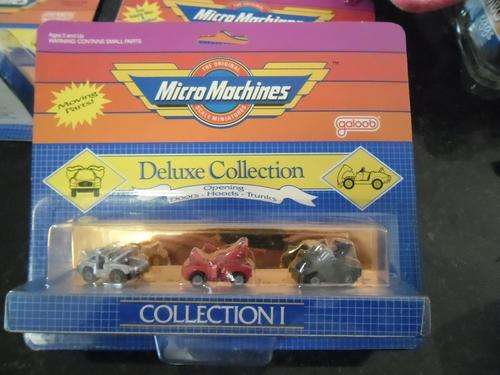 Micro Machines
Ages 5 and Up
WARNING: CONTAINS SMALL PARTS.
THE ORIGINAL
Micro Machines
TM
SCALE MINIATURES
Moving
Parts!
galoob
Deluxe Collection
Opening
Doors - Hoods - Trunks
COLLECTION I